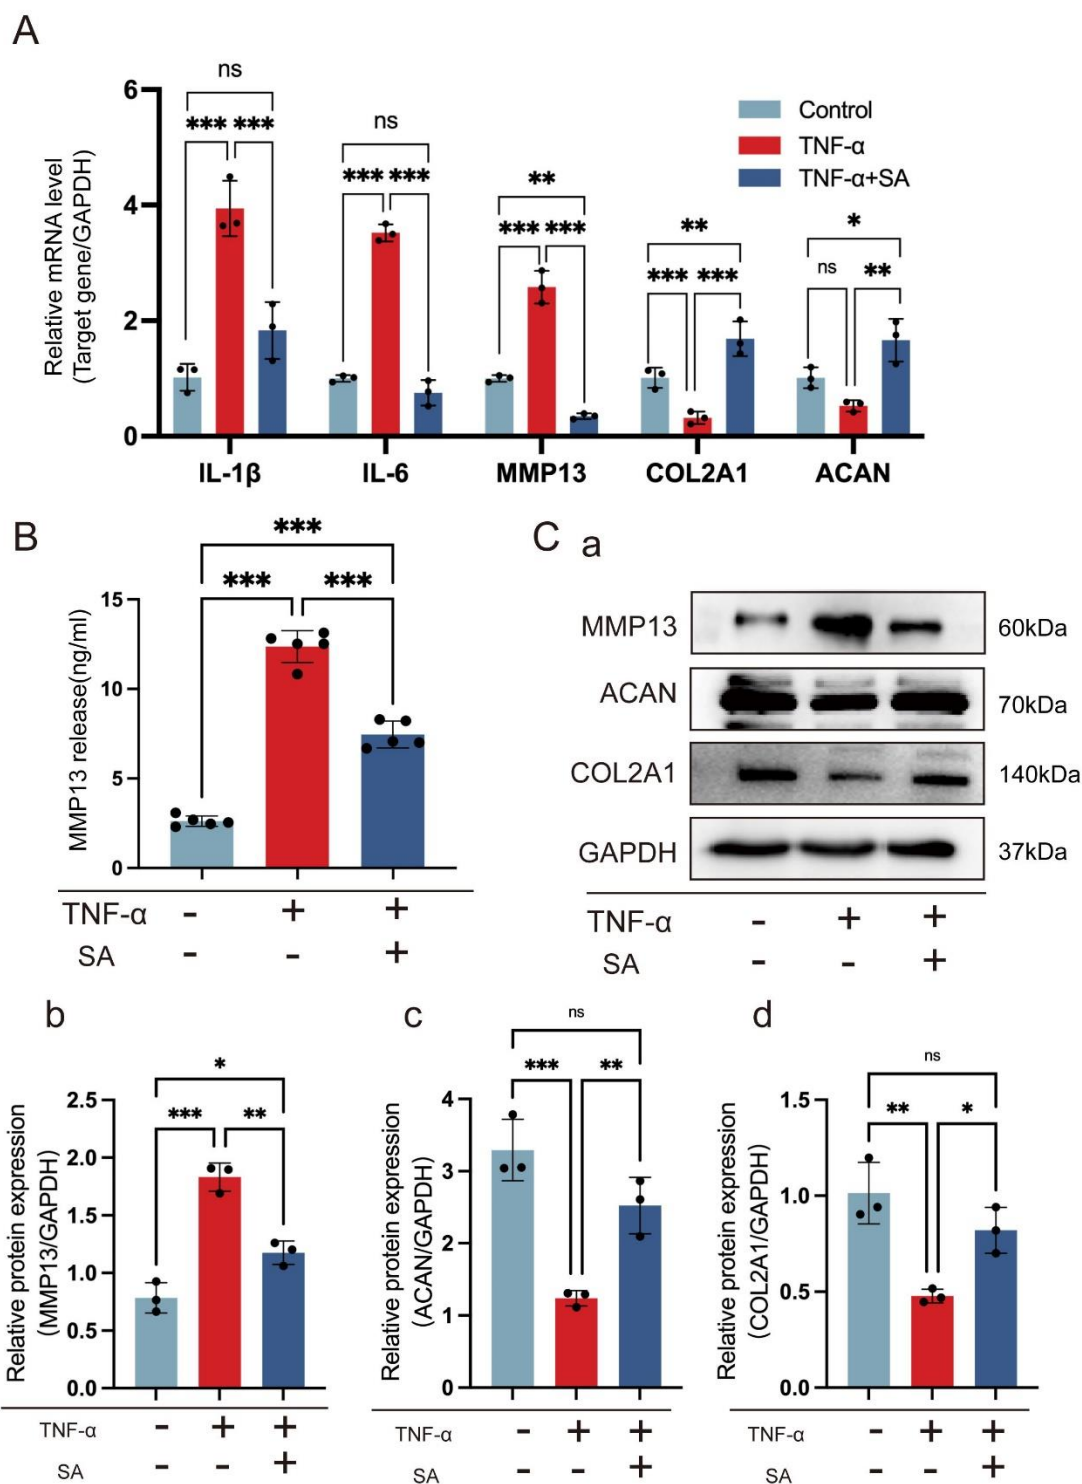 A
6
4
2
0
Relative mRNA level
(Target gene/GAPDH)
ns
*** ***
ns
*** ***
**
*** ***
**
*** ***
*
ns **
Control
TNF-α
TNF-α+SA
IL-1β IL-6 MMP13 COL2A1 ACAN
B
***
*** ***
15
10
5
0
MMP13 release(ng/ml)
TNF-α - + +
SA - - +
C a
MMP13 60kDa
ACAN 70kDa
COL2A1 140kDa
GAPDH 37kDa
TNF-α - + +
SA - - +
b
*
*** **
2.5
2.0
1.5
1.0
0.5
0.0
Relative protein expression
(MMP13/GAPDH)
TNF-α - + +
SA - - +
c
ns
*** **
4
3
2
1
0
Relative protein expression
(ACAN/GAPDH)
TNF-α - + +
SA - - +
d
ns
** *
1.5
1.0
0.5
0.0
Relative protein expression
(COL2A1/GAPDH)
TNF-α - + +
SA - - +